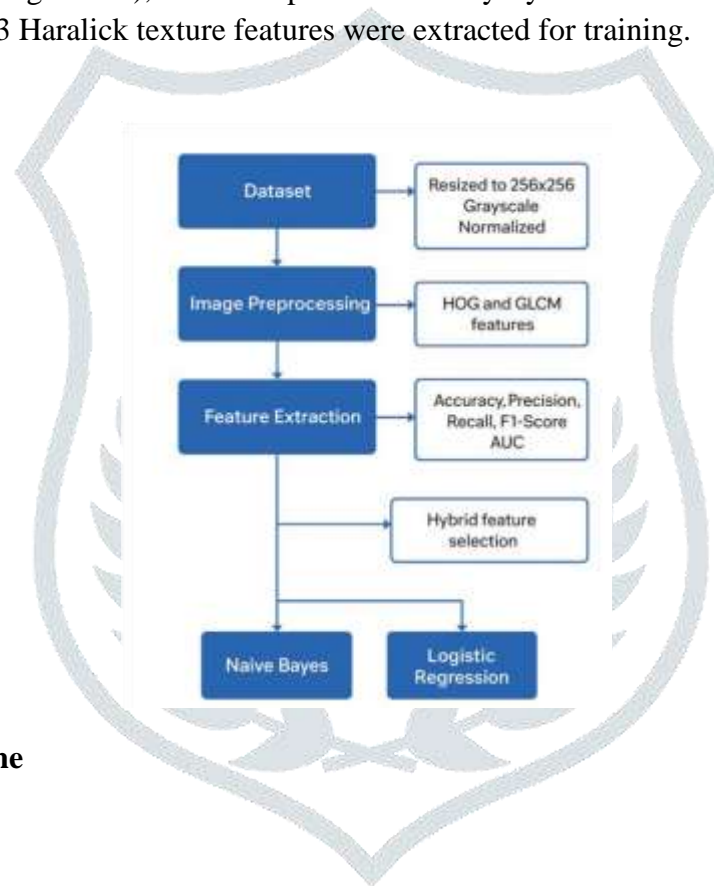 3 Haralick texture features were extracted for training.
Dataset
Resized to 256x256
Grayscale
Normalized
Image Preprocessing
HOG and GLCM
features
Feature Extraction
Accuracy, Precision,
Recall, F1-Score
AUC
Hybrid feature
selection
Naive Bayes
Logistic
Regression